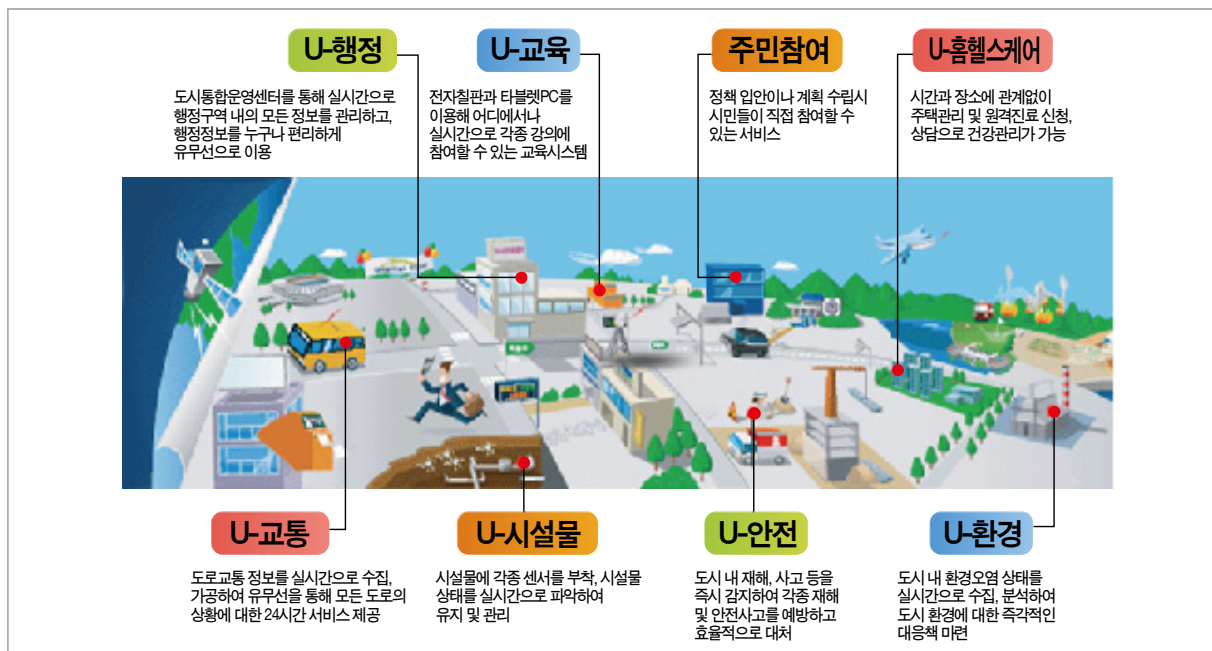 U-행정
도시통합운영센터를 통해 실시간으로
행정구역 내의 모든 정보를 관리하고,
행정정보를 누구나 편리하게
유무선으로 이용
U-교육
전자칠판과 타블렛PC를
이용해 어디에서나
실시간으로 각종 강의에
참여할 수 있는 교육시스템
주민참여
정책 입안이나 계획 수립시
시민들이 직접 참여할 수
있는 서비스
U-홈헬스케어
시간과 장소에 관계없이
주택관리 및 원격진료 신청,
상담으로 건강관리가 가능
U-교통
도로교통 정보를 실시간으로 수집,
가공하여 유무선을 통해 모든 도로의
상황에 대한 24시간 서비스 제공
U-시설물
시설물에 각종 센서를 부착, 시설물
상태를 실시간으로 파악하여
유지 및 관리
U-안전
도시 내 재해, 사고 등을
즉시 감지하여 각종 재해
및 안전사고를 예방하고
효율적으로 대처
U-환경
도시 내 환경오염 상태를
실시간으로 수집, 분석하여
도시 환경에 대한 즉각적인
대응책 마련